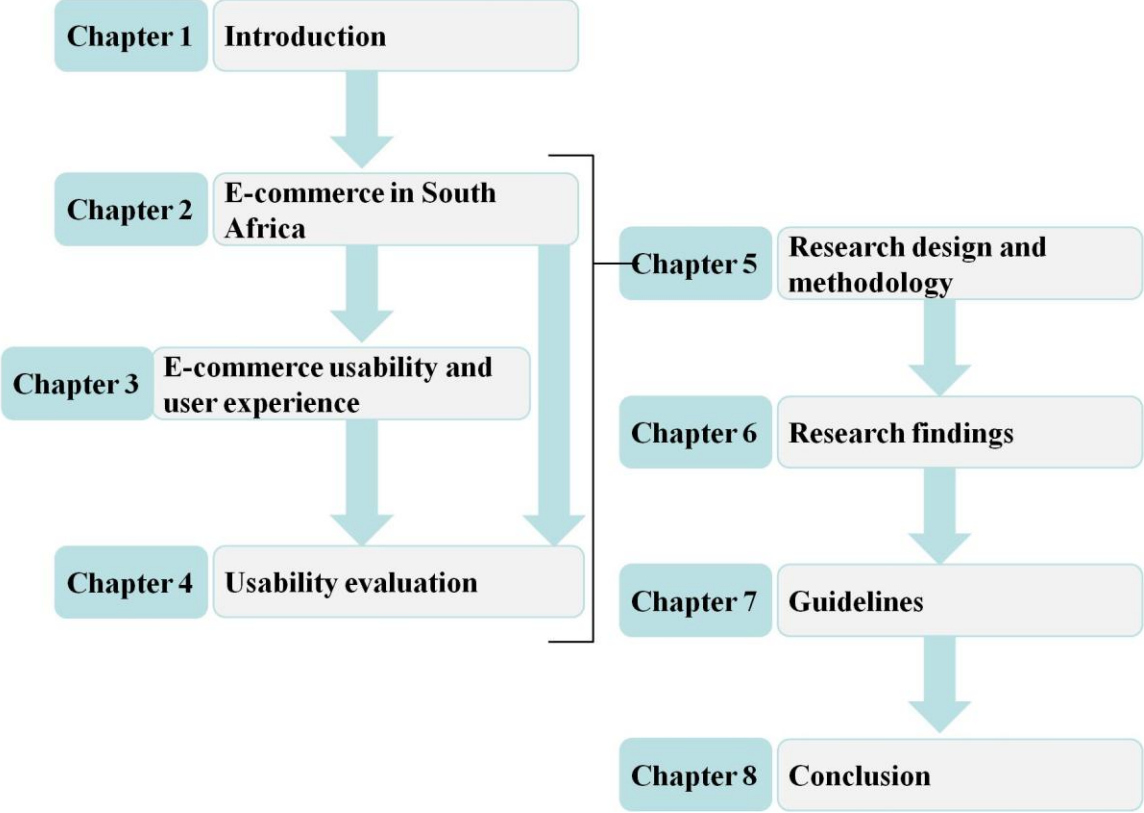 Chapter 1
Introduction
Chapter 2
E-commerce in South
Africa
Chapter 3
E-commerce usability and
user experience
Chapter 4
Usability evaluation
Chapter 5
Research design and
methodology
Chapter 6
Research findings
Chapter 7
Guidelines
Chapter 8
Conclusion